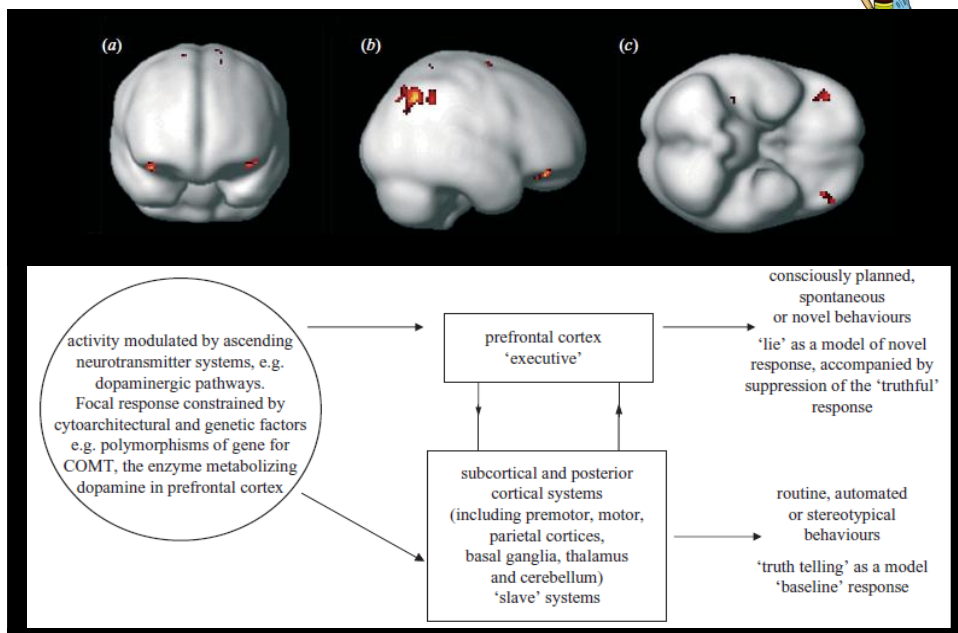 (a)
(b)
(c)
activity modulated by ascending
neurotransmitter systems, e.g.
dopaminergic pathways.
Focal response constrained by
cytoarchitectural and genetic factors
e.g. polymorphisms of gene for
COMT, the enzyme metabolizing
dopamine in prefrontal cortex
prefrontal cortex
‘executive’
subcortical and posterior
cortical systems
(including premotor, motor,
parietal cortices,
basal ganglia, thalamus
and cerebellum)
‘slave’ systems
consciously planned,
spontaneous
or novel behaviours
‘lie’ as a model of novel
response, accompanied by
suppression of the ‘truthful’
response
routine, automated
or stereotypical
behaviours
‘truth telling’ as a model
‘baseline’ response